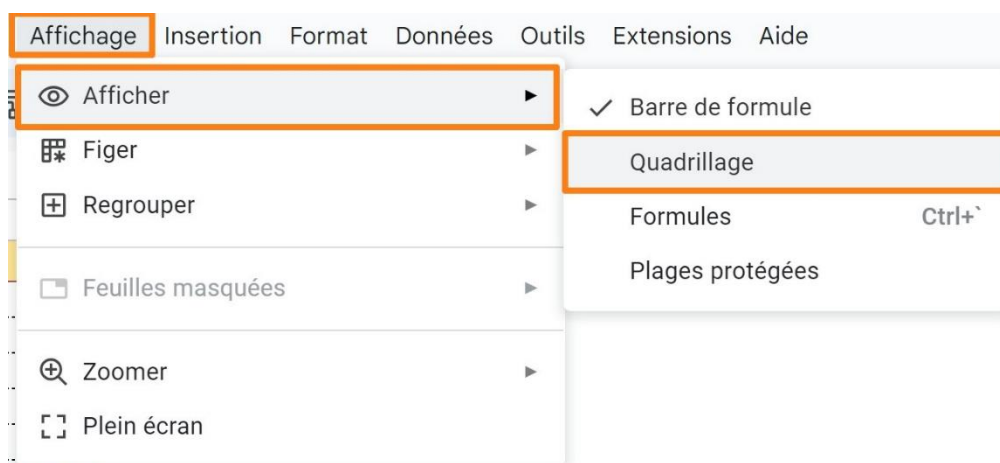 Affichage Insertion Format Données Outils Extensions Aide
Afficher
Figer
Regrouper
Feuilles masquées
Zoomer
Plein écran
Barre de formule
Quadrillage
Formules Ctrl+`
Plages protégées